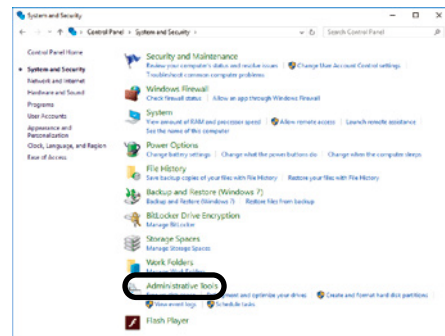 System and Security
Control Panel > System and Security >
Search Control Panel
Control Panel Home
System and Security
Network and Internet
Hardware and Sound
Programs
User Accounts
Appearance and
Personalization
Clock, Language, and Region
Ease of Access
Security and Maintenance
Review your computer's status and resolve issues | Change User Account Control settings
Troubleshoot common computer problems
Windows Firewall
Check firewall status | Allow an app through Windows Firewall
System
View amount of RAM and processor speed | Allow remote access | Launch remote assistance
See the name of this computer
Power Options
Change battery settings | Change what the power buttons do | Change when the computer sleeps
File History
Save backup copies of your files with File History | Restore your files with File History
Backup and Restore (Windows 7)
Backup and Restore (Windows 7) | Restore files from backup
BitLocker Drive Encryption
Manage BitLocker
Storage Spaces
Manage Storage Spaces
Work Folders
Manage Work Folders
Administrative Tools
and optimize your drives | Create and format hard disk partitions
View event logs | Schedule tasks
Flash Player